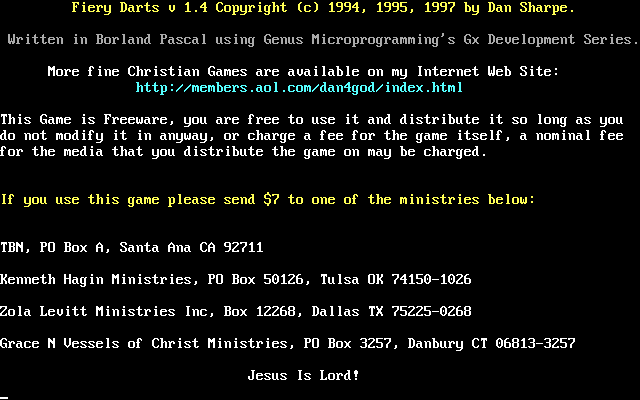 Fiery Darts v 1.4 Copyright (c) 1994, 1995, 1997 by Dan Sharpe.
Written in Borland Pascal using Genus Microprogramming's Gx Development Series.
More fine Christian Games are available on my Internet Web Site:
http://members.aol.com/dan4god/index.html
This Game is Freeware, you are free to use it and distribute it so long as you
do not modify it in anyway, or charge a fee for the game itself, a nominal fee
for the media that you distribute the game on may be charged.
If you use this game please send $7 to one of the ministries below:
TBN, PO Box A, Santa Ana CA 92711
Kenneth Hagin Ministries, PO Box 50126, Tulsa OK 74150-1026
Zola Levitt Ministries Inc, Box 12268, Dallas TX 75225-0268
Grace N Vessels of Christ Ministries, PO Box 3257, Danbury CT 06813-3257
Jesus Is Lord!